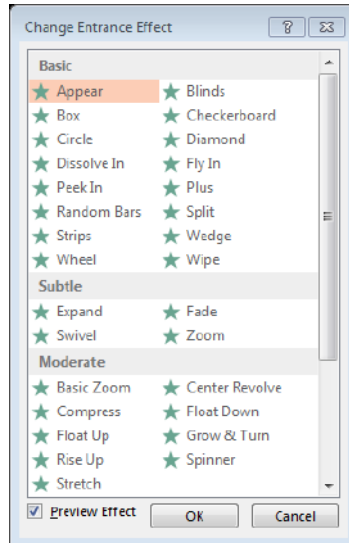 Change Entrance Effect
Basic
Appear Blinds
Box Checkerboard
Circle Diamond
Dissolve In Fly In
Peek In Plus
Random Bars Split
Strips Wedge
Wheel Wipe
Subtle
Expand Fade
Swivel Zoom
Moderate
Basic Zoom Center Revolve
Compress Float Down
Float Up Grow & Turn
Rise Up Spinner
Stretch
Preview Effect OK Cancel